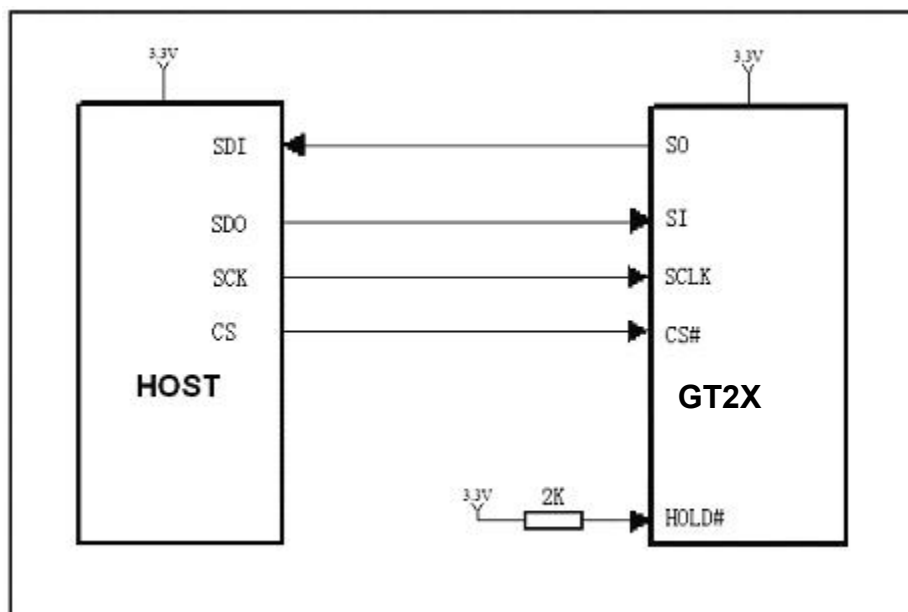 3.3V
3.3V
SDI
SO
SDO
SI
SCK
SCLK
CS
CS#
HOST
GT2X
3.3V
2K
HOLD#